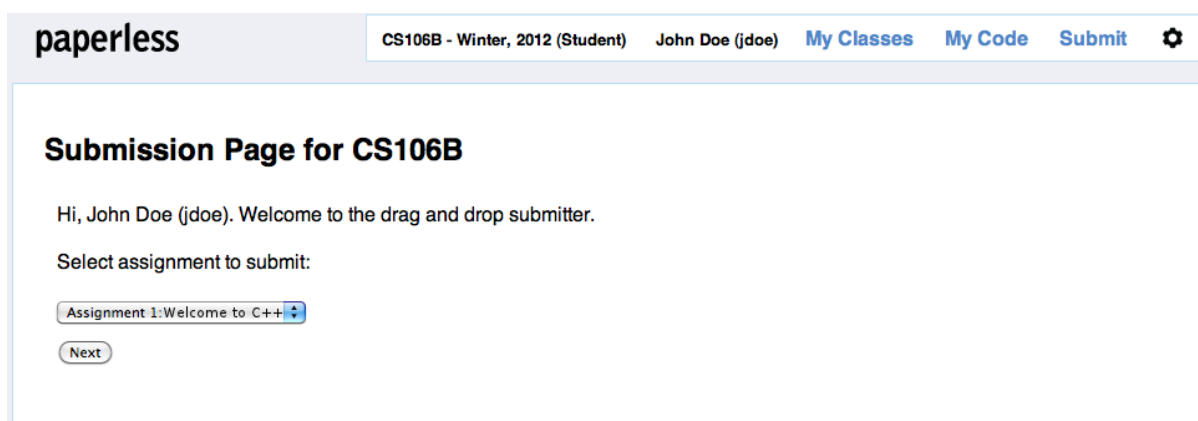 paperless
CS106B - Winter, 2012 (Student) John Doe (jdoe) My Classes My Code Submit
Submission Page for CS106B
Hi, John Doe (jdoe). Welcome to the drag and drop submitter.
Select assignment to submit:
Assignment 1:Welcome to C++
Next